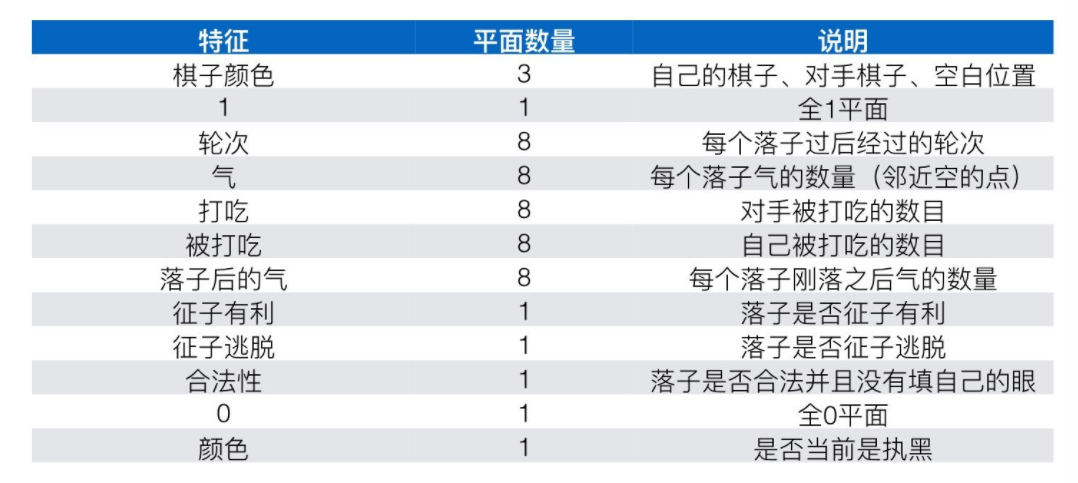 特征 平面数量 说明
棋子颜色 3 自己的棋子、对手棋子、空白位置
1 1 全1平面
轮次 8 每个落子过后经过的轮次
气 8 每个落子气的数量（邻近空的点）
打吃 8 对手被打吃的数目
被打吃 8 自己被打吃的数目
落子后的气 8 每个落子刚落之后气的数量
征子有利 1 落子是否征子有利
征子逃脱 1 落子是否征子逃脱
合法性 1 落子是否合法并且没有填自己的眼
0 1 全0平面
颜色 1 是否当前是执黑